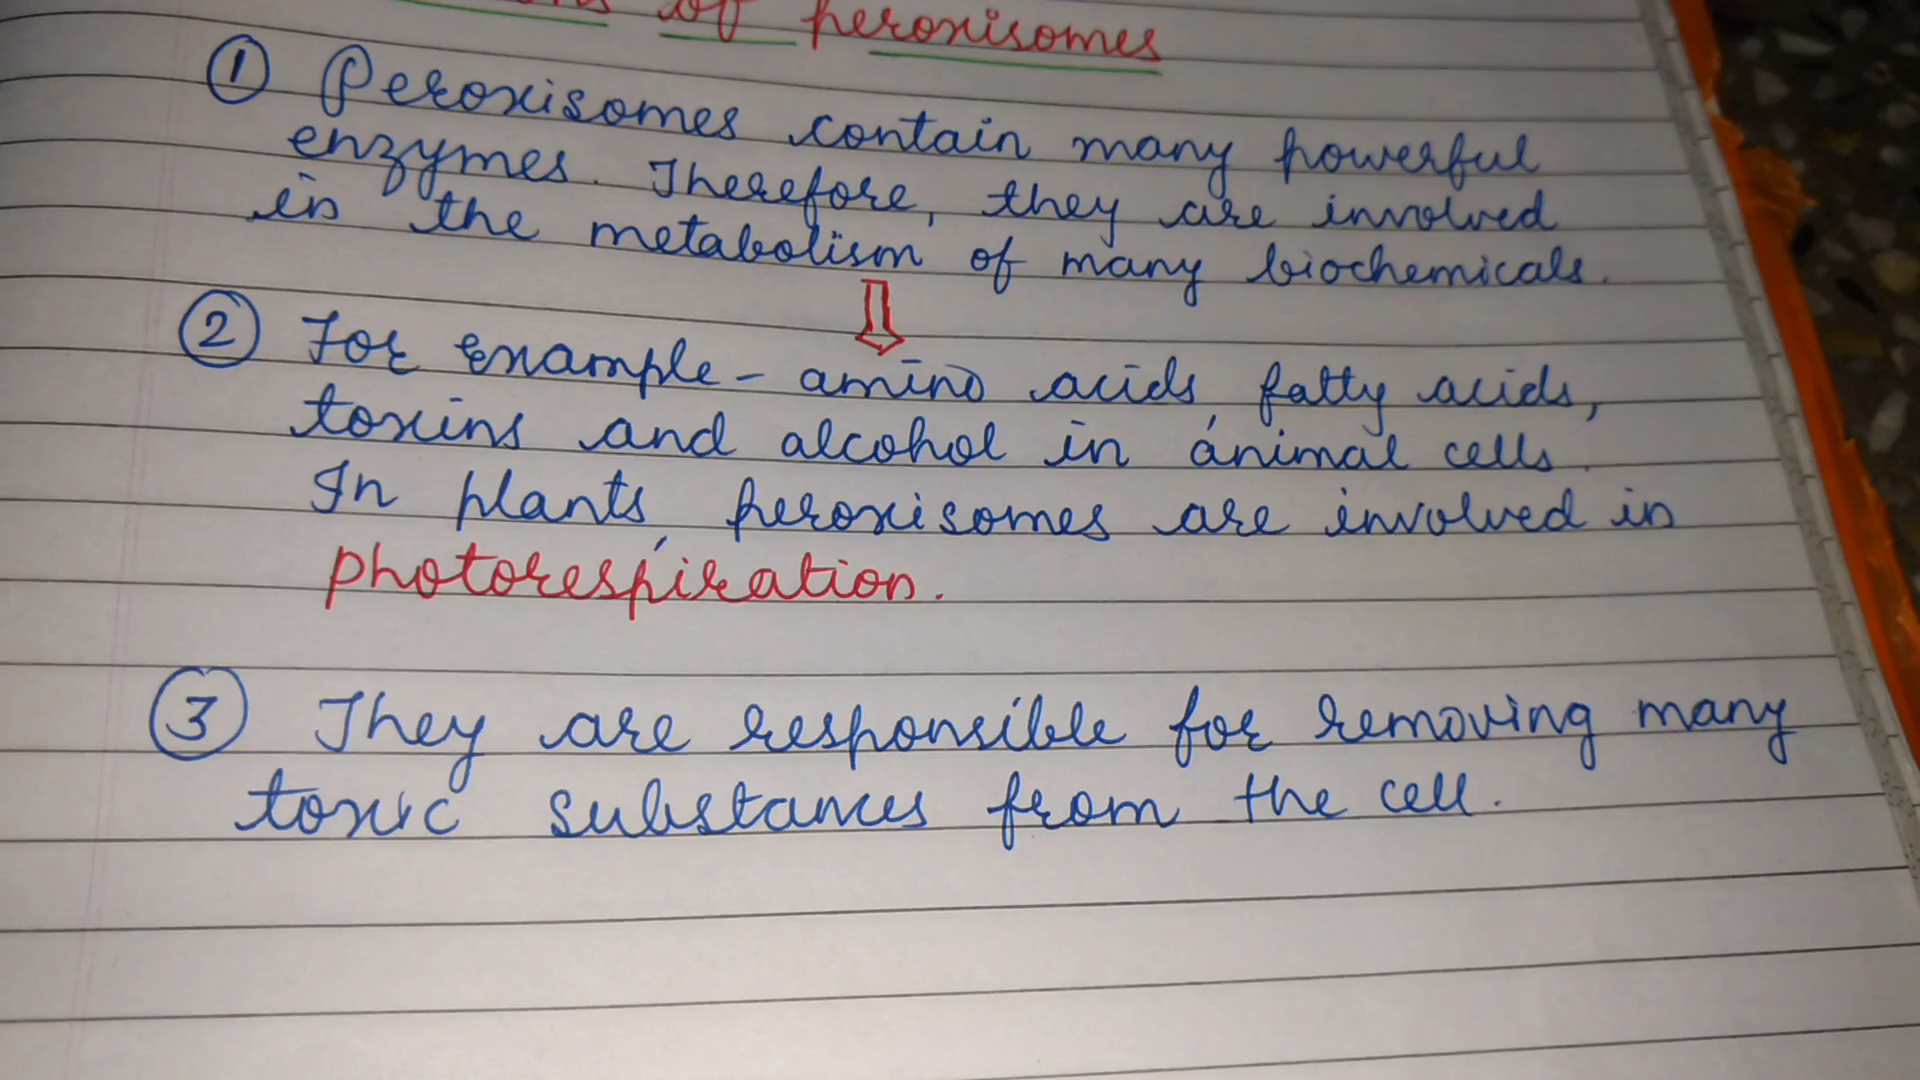 of peroxisomes
① Peroxisomes contain many powerful
enzymes. Therefore, they are involved
in the metabolism of many biochemicals.
② For example - amino acids, fatty acids,
toxins and alcohol in animal cells.
In plants, peroxisomes are involved in
photorespiration.
③ They are responsible for removing many
toxic substances from the cell.